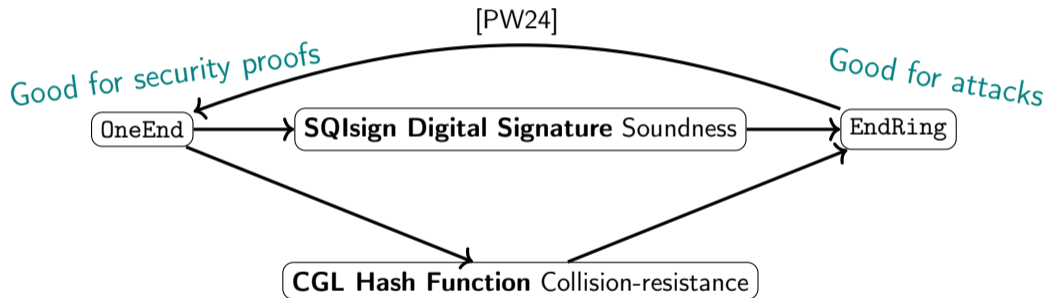 [PW24]
Good for security proofs
Good for attacks
OneEnd
SQIsign Digital Signature Soundness
EndRing
CGL Hash Function Collision-resistance